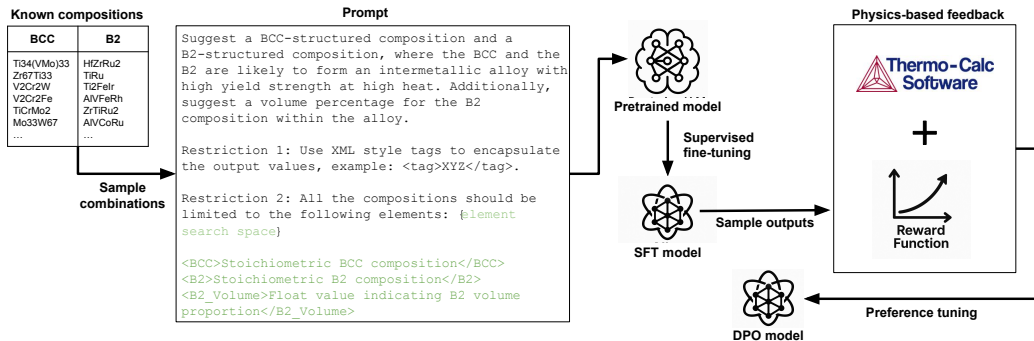 Known compositions
BCC B2
Ti34(VMo)33 HfZrRu2
Zr67Ti33 TiRu
V2Cr2W Ti2FeIr
V2Cr2Fe AlVFeRh
TiCrMo2 ZrTiRu2
Mo33W67 AlVCoRu
... ...
Sample
combinations
Prompt
Suggest a BCC-structured composition and a
B2-structured composition, where the BCC and the
B2 are likely to form an intermetallic alloy with
high yield strength at high heat. Additionally,
suggest a volume percentage for the B2
composition within the alloy.
Restriction 1: Use XML style tags to encapsulate
the output values, example: <tag>XYZ</tag>.
Restriction 2: All the compositions should be
limited to the following elements: {element
search space}
<BCC>Stoichiometric BCC composition</BCC>
<B2>Stoichiometric B2 composition</B2>
<B2_Volume>Float value indicating B2 volume
proportion</B2_Volume>
Pretrained model
Supervised
fine-tuning
SFT model
Sample outputs
Physics-based feedback
Thermo-Calc
Software
+
Reward
Function
Preference tuning
DPO model